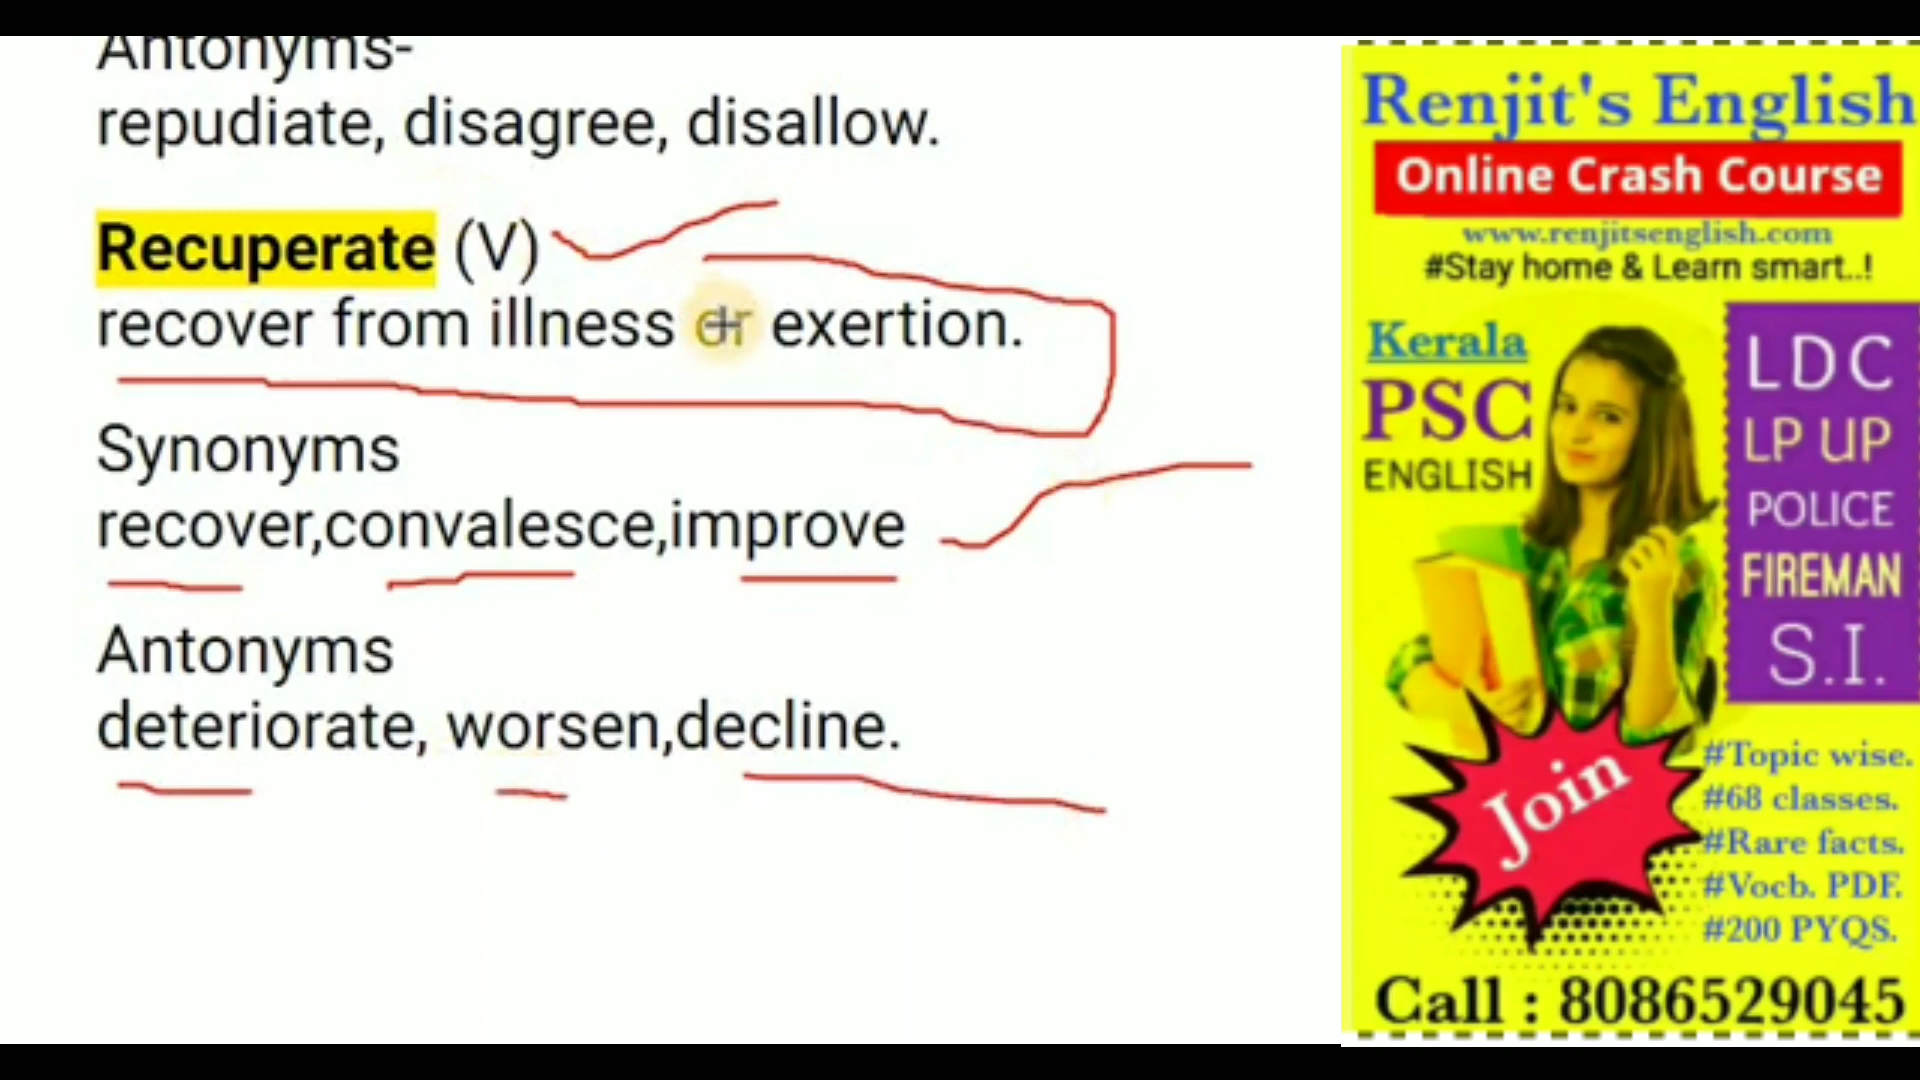 Antonyms-
repudiate, disagree, disallow.
Recuperate (V)
recover from illness or exertion.
Synonyms
recover,convalesce,improve
Antonyms
deteriorate, worsen,decline.
Renjit's English
Online Crash Course
www.renjitsenglish.com
#Stay home & Learn smart..!
Kerala
PSC
ENGLISH
LDC
LP UP
POLICE
FIREMAN
S.I.
Join
#Topic wise.
#68 classes.
#Rare facts.
#Vocb. PDF.
#200 PYQS.
Call : 8086529045